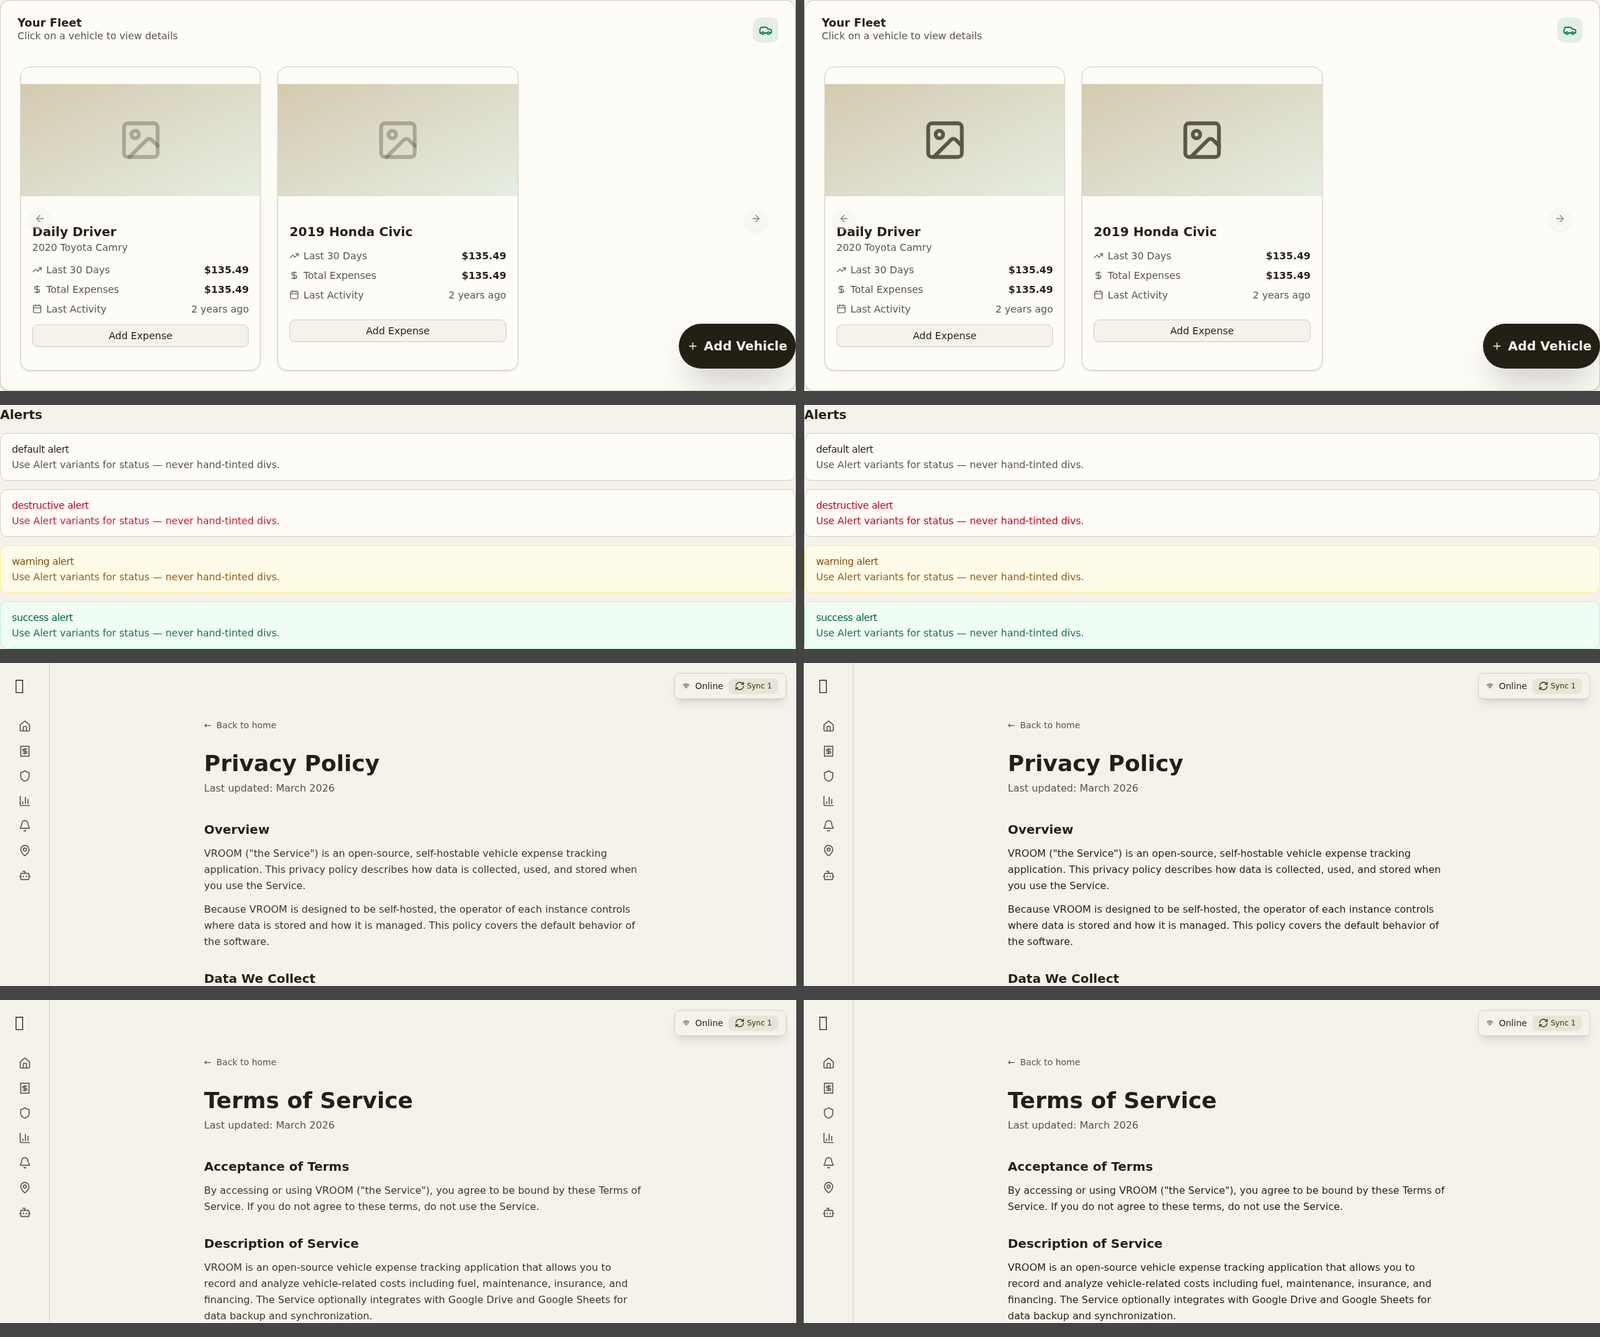 Your Fleet
Click on a vehicle to view details
Daily Driver
2020 Toyota Camry
Last 30 Days $135.49
Total Expenses $135.49
Last Activity 2 years ago
Add Expense
2019 Honda Civic
Last 30 Days $135.49
Total Expenses $135.49
Last Activity 2 years ago
Add Expense
+ Add Vehicle
Your Fleet
Click on a vehicle to view details
Daily Driver
2020 Toyota Camry
Last 30 Days $135.49
Total Expenses $135.49
Last Activity 2 years ago
Add Expense
2019 Honda Civic
Last 30 Days $135.49
Total Expenses $135.49
Last Activity 2 years ago
Add Expense
+ Add Vehicle
Alerts
default alert
Use Alert variants for status — never hand-tinted divs.
destructive alert
Use Alert variants for status — never hand-tinted divs.
warning alert
Use Alert variants for status — never hand-tinted divs.
success alert
Use Alert variants for status — never hand-tinted divs.
Alerts
default alert
Use Alert variants for status — never hand-tinted divs.
destructive alert
Use Alert variants for status — never hand-tinted divs.
warning alert
Use Alert variants for status — never hand-tinted divs.
success alert
Use Alert variants for status — never hand-tinted divs.
Online Sync 1
← Back to home
Privacy Policy
Last updated: March 2026
Overview
VROOM ("the Service") is an open-source, self-hostable vehicle expense tracking
application. This privacy policy describes how data is collected, used, and stored when
you use the Service.
Because VROOM is designed to be self-hosted, the operator of each instance controls
where data is stored and how it is managed. This policy covers the default behavior of
the software.
Data We Collect
Online Sync 1
← Back to home
Privacy Policy
Last updated: March 2026
Overview
VROOM ("the Service") is an open-source, self-hostable vehicle expense tracking
application. This privacy policy describes how data is collected, used, and stored when
you use the Service.
Because VROOM is designed to be self-hosted, the operator of each instance controls
where data is stored and how it is managed. This policy covers the default behavior of
the software.
Data We Collect
Online Sync 1
← Back to home
Terms of Service
Last updated: March 2026
Acceptance of Terms
By accessing or using VROOM ("the Service"), you agree to be bound by these Terms of
Service. If you do not agree to these terms, do not use the Service.
Description of Service
VROOM is an open-source vehicle expense tracking application that allows you to
record and analyze vehicle-related costs including fuel, maintenance, insurance, and
financing. The Service optionally integrates with Google Drive and Google Sheets for
data backup and synchronization.
Online Sync 1
← Back to home
Terms of Service
Last updated: March 2026
Acceptance of Terms
By accessing or using VROOM ("the Service"), you agree to be bound by these Terms of
Service. If you do not agree to these terms, do not use the Service.
Description of Service
VROOM is an open-source vehicle expense tracking application that allows you to
record and analyze vehicle-related costs including fuel, maintenance, insurance, and
financing. The Service optionally integrates with Google Drive and Google Sheets for
data backup and synchronization.